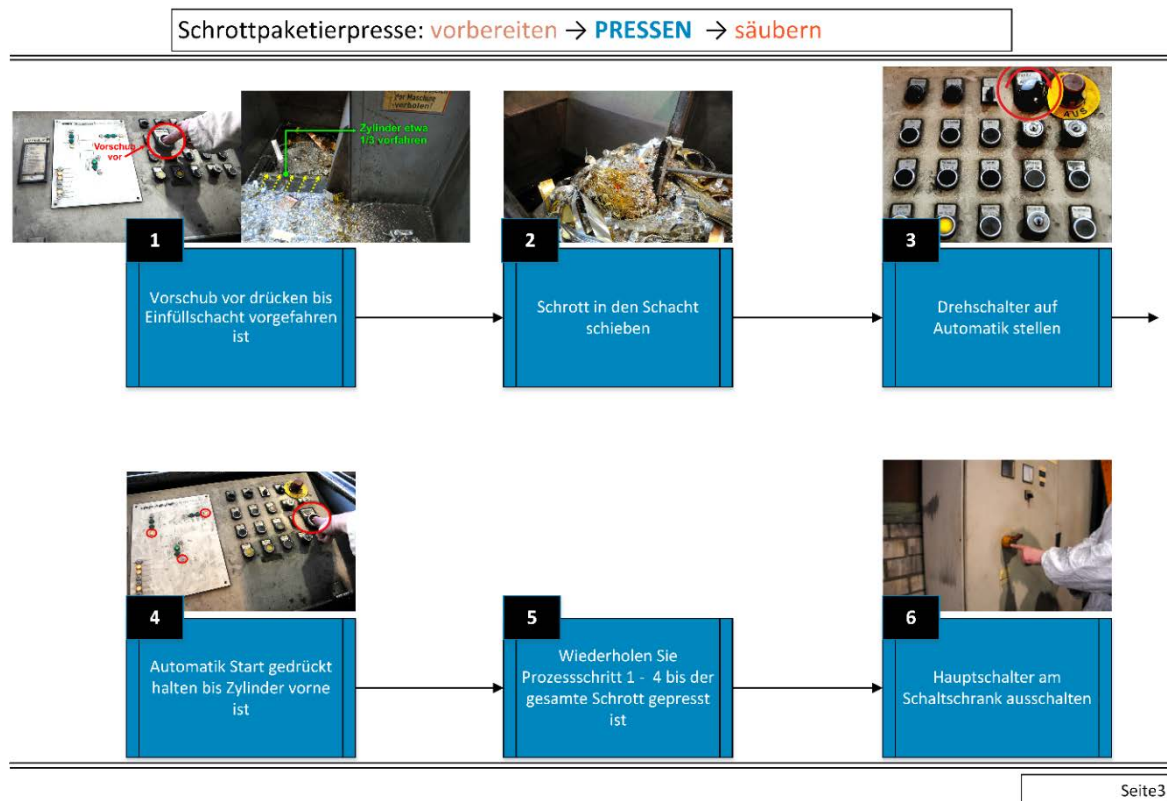 Schrottpaketierpresse: vorbereiten → PRESSEN → säubern
Vorschub
vor
Zylinder etwa
1/3 vorfahren
verboten!
AUS
1
Vorschub vor drücken bis
Einfüllschacht vorgefahren
ist
2
Schrott in den Schacht
schieben
3
Drehschalter auf
Automatik stellen
4
Automatik Start gedrückt
halten bis Zylinder vorne
ist
5
Wiederholen Sie
Prozessschritt 1 - 4 bis der
gesamte Schrott gepresst
ist
6
Hauptschalter am
Schaltschrank ausschalten
Seite3